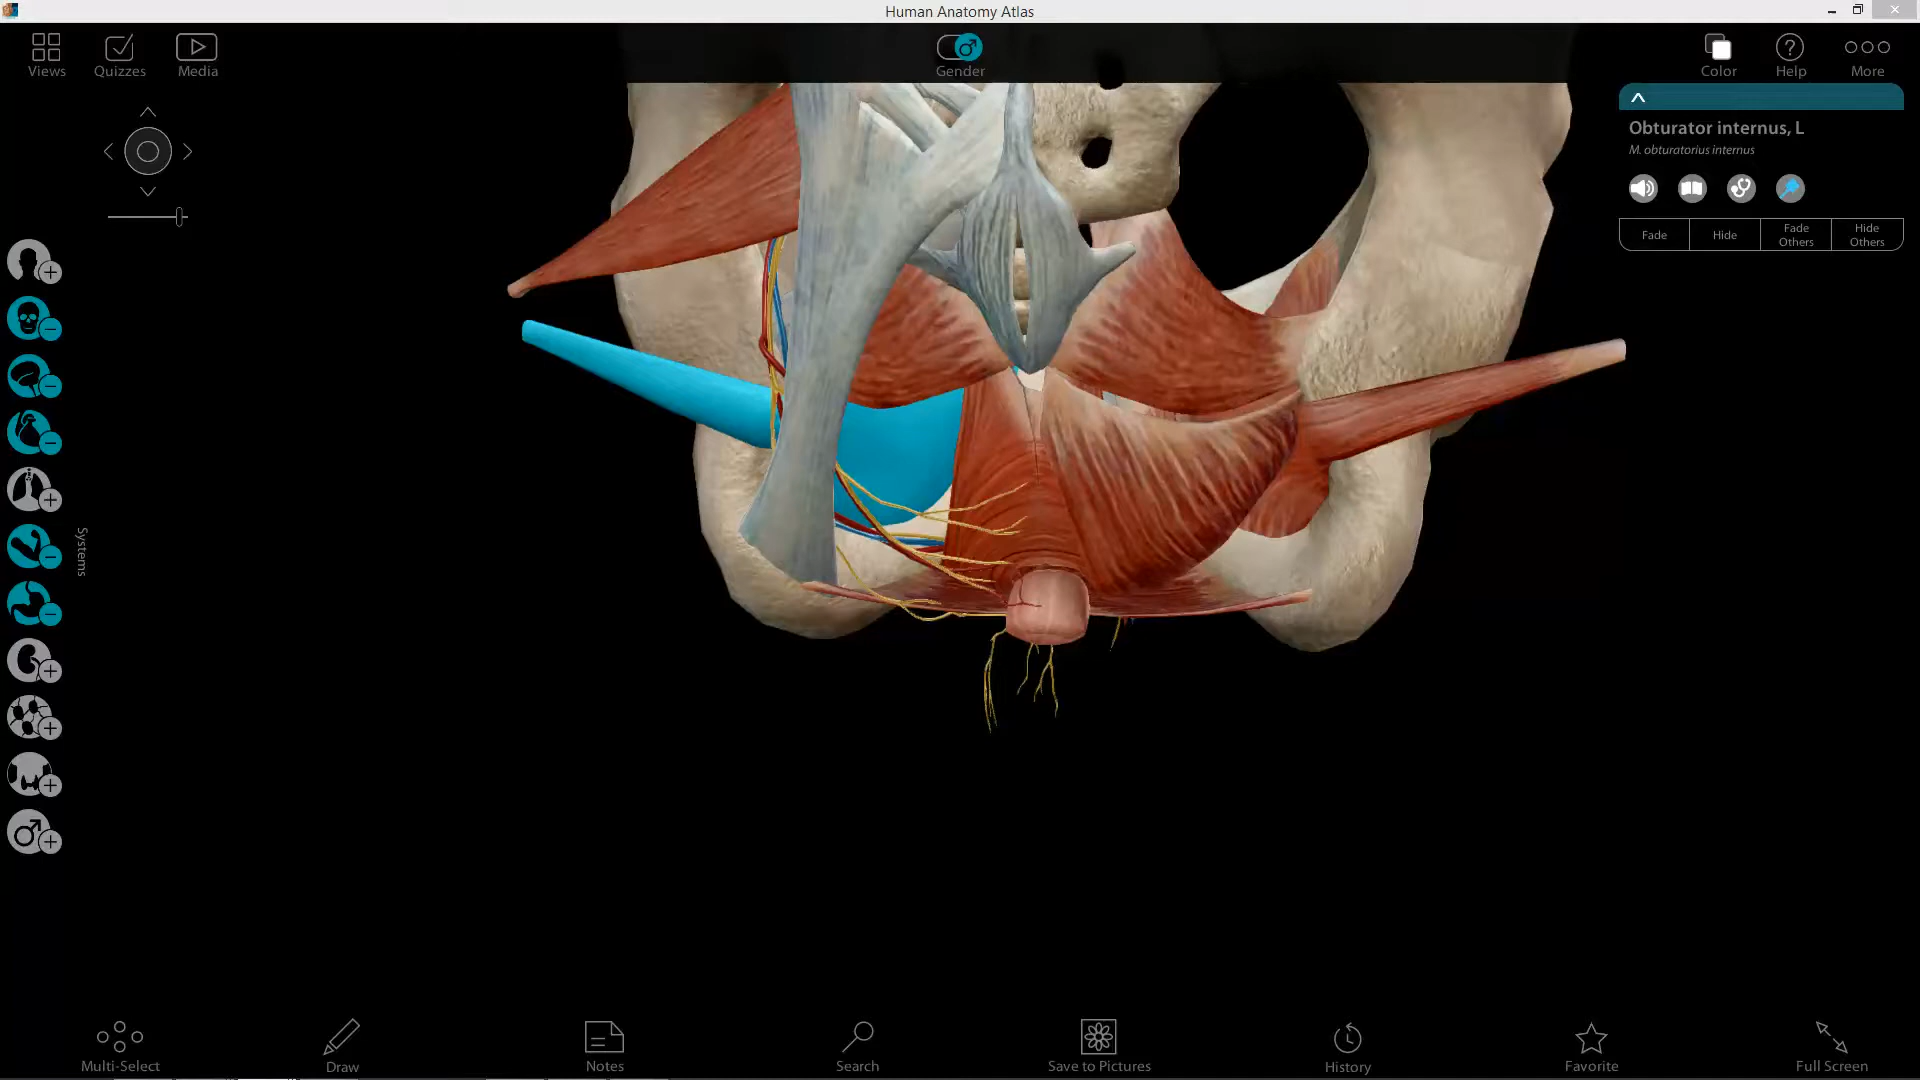 Human Anatomy Atlas
Views
Quizzes
Media
Gender
Color
Help
More
Obturator internus, L
M. obturatorius internus
Fade
Hide
Fade
Others
Hide
Others
Systems
Multi-Select
Draw
Notes
Search
Save to Pictures
History
Favorite
Full Screen